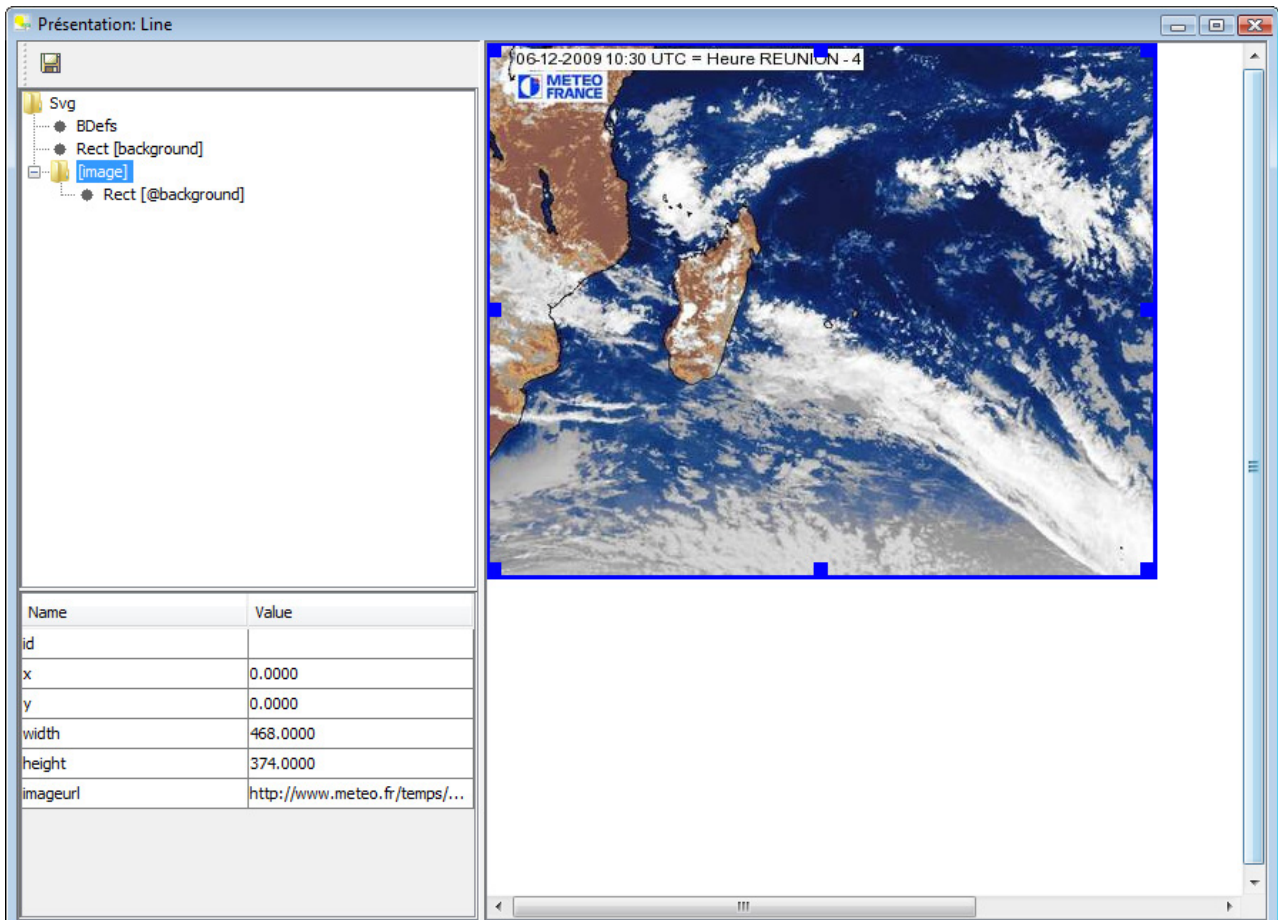 Présentation: Line
Svg
BDefs
Rect [background]
[image]
Rect [@background]
Name Value
id
x 0.0000
y 0.0000
width 468.0000
height 374.0000
imageurl http://www.meteo.fr/temps/...
06-12-2009 10:30 UTC = Heure REUNION - 4
METEO
FRANCE